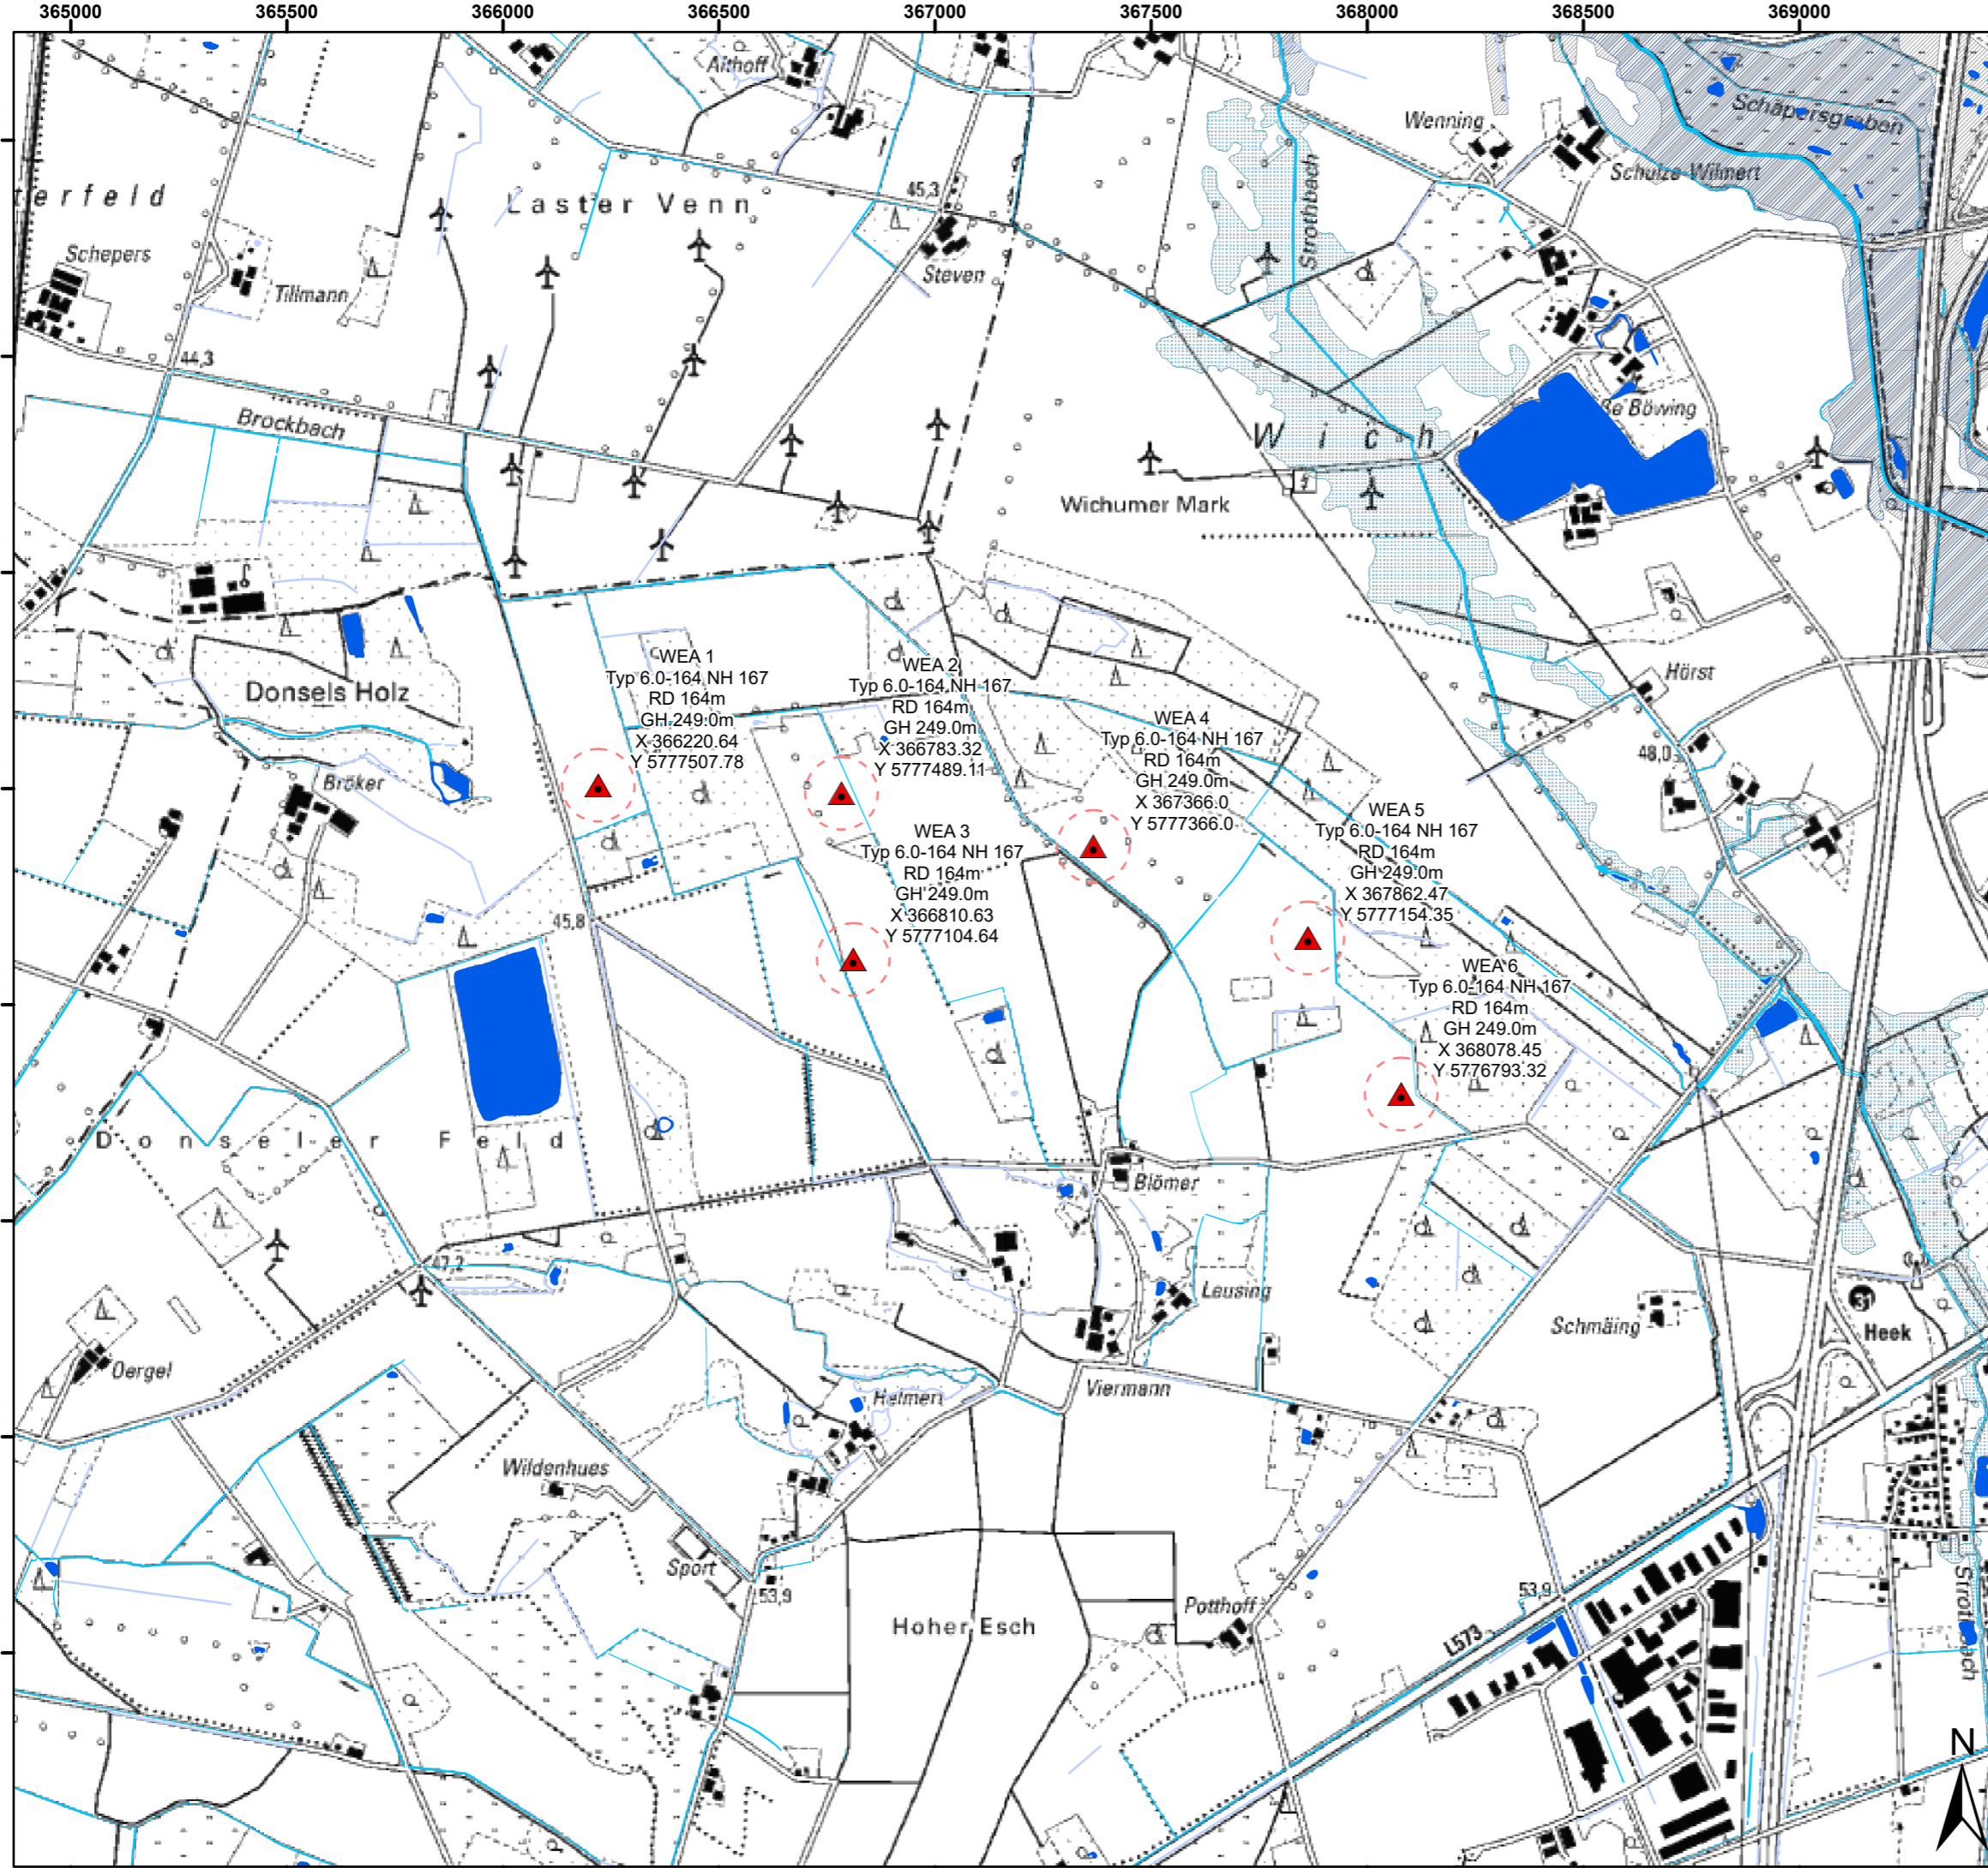 365000 365500 366000 366500 367000 367500 368000 368500 369000
Althoff
Wenning
Schäpersgraben
Schulze Wilmert
Strothbach
45,3
terfeld
Laster Venn
Schepers
Tillmann
Steven
44,3
Brockbach
Böwing
Wich
Wichumer Mark
Hörst
48,0
Donsels Holz
Bröker
WEA 1
Typ 6.0-164 NH 167
RD 164m
GH 249.0m
X 366220.64
Y 5777507.78
WEA 2
Typ 6.0-164 NH 167
RD 164m
GH 249.0m
X 366783.32
Y 5777489.11
WEA 4
Typ 6.0-164 NH 167
RD 164m
GH 249.0m
X 367366.0
Y 5777366.0
WEA 3
Typ 6.0-164 NH 167
RD 164m
GH 249.0m
X 366810.63
Y 5777104.64
WEA 5
Typ 6.0-164 NH 167
RD 164m
GH 249.0m
X 367862.47
Y 5777154.35
WEA 6
Typ 6.0-164 NH 167
RD 164m
GH 249.0m
X 368078.45
Y 5776793.32
45,8
Donseler Feld
Blömer
47,2
Leusing
Schmäing
31
Heek
Oergel
Viermann
Helmert
Wildenhues
Sport
53,9
Hoher Esch
Potthoff
53,9
L573
Strothbach
N